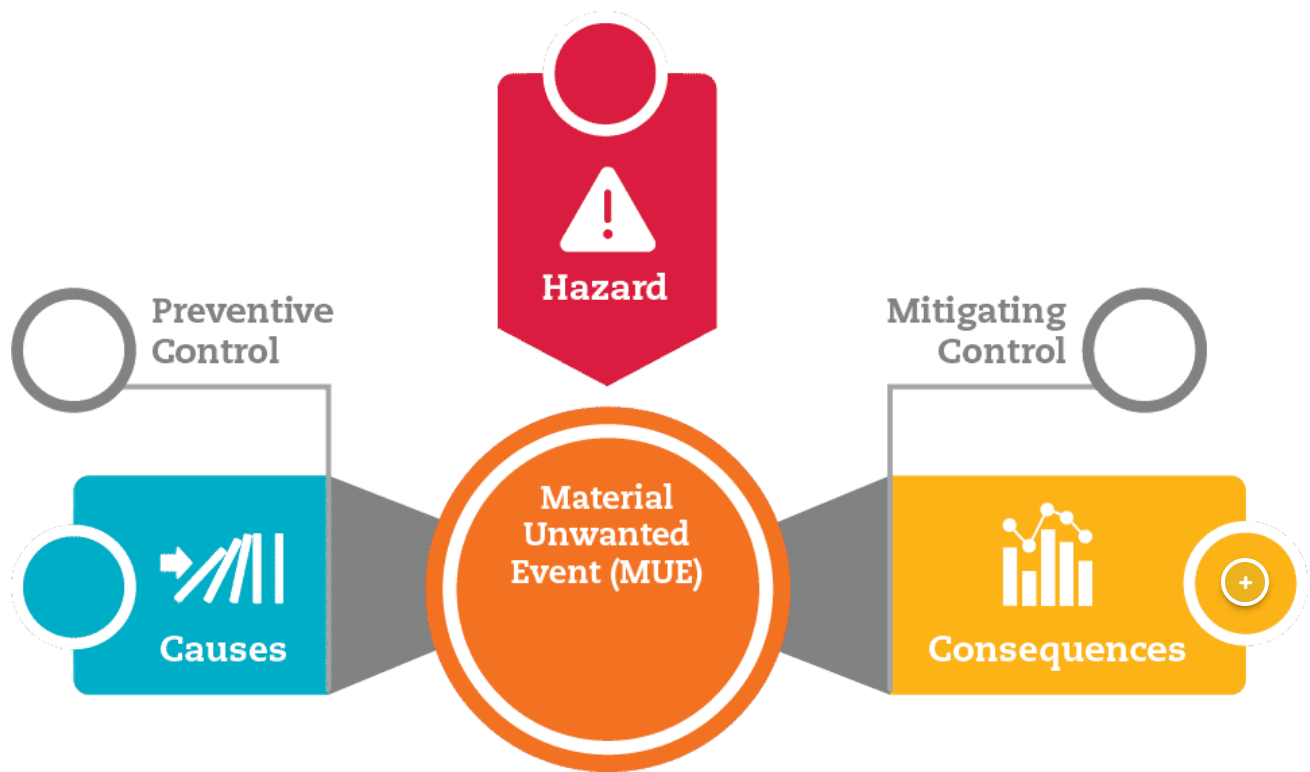 Hazard
Preventive
Control
Mitigating
Control
Material
Unwanted
Event (MUE)
Causes
Consequences
+